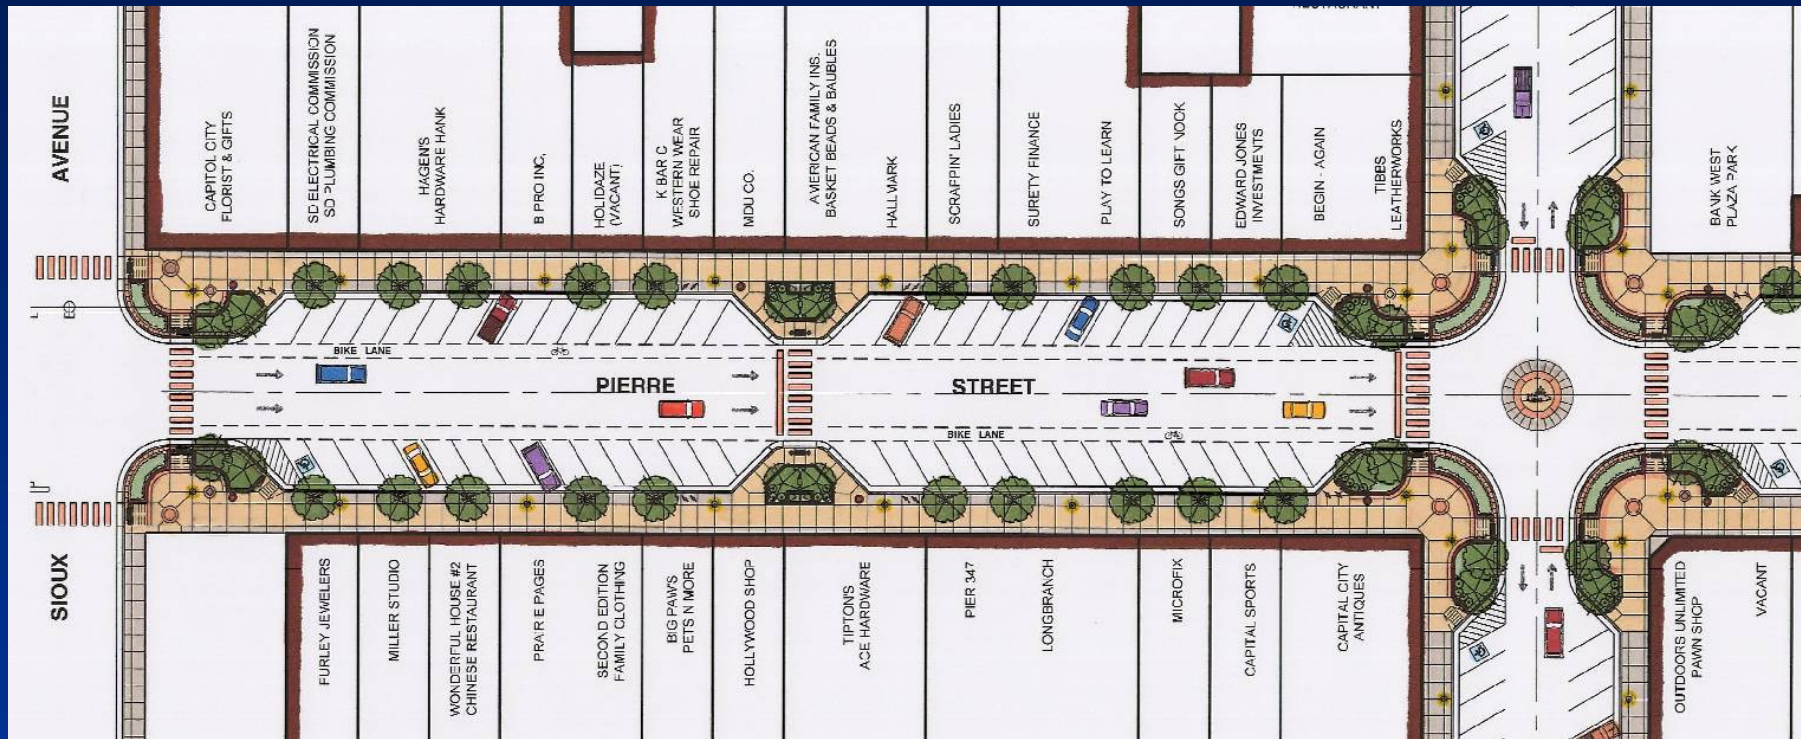 RESTAURANT
AVENUE
CAPITOL CITY
FLORIST & GIFTS
SD ELECTRICAL COMMISSION
SD PLUMBING COMMISSION
HAGEN'S
HARDWARE HANK
B PRO INC,
HOLIDAZE
(VACANT)
K BAR C
WESTERN WEAR
SHOE REPAIR
MDU CO.
AMERICAN FAMILY INS.
BASKET BEADS & BAUBLES
HALLMARK
SCRAPPIN' LADIES
SURETY FINANCE
PLAY TO LEARN
SONGS GIFT NOOK
EDWARD JONES
INVESTMENTS
BEGIN - AGAIN
TIBBS
LEATHERWORKS
BANK WEST
PLAZA PARK
BIKE LANE
PIERRE
STREET
BIKE LANE
SIOUX
FURLEY JEWELERS
MILLER STUDIO
WONDERFUL HOUSE #2
CHINESE RESTAURANT
PRAIRIE PAGES
SECOND EDITION
FAMILY CLOTHING
BIG PAW'S
PETS N MORE
HOLLYWOOD SHOP
TIPTON'S
ACE HARDWARE
PIER 347
LONGBRANCH
MICROFIX
CAPITAL SPORTS
CAPITAL CITY
ANTIQUES
OUTDOORS UNLIMITED
PAWN SHOP
VACANT